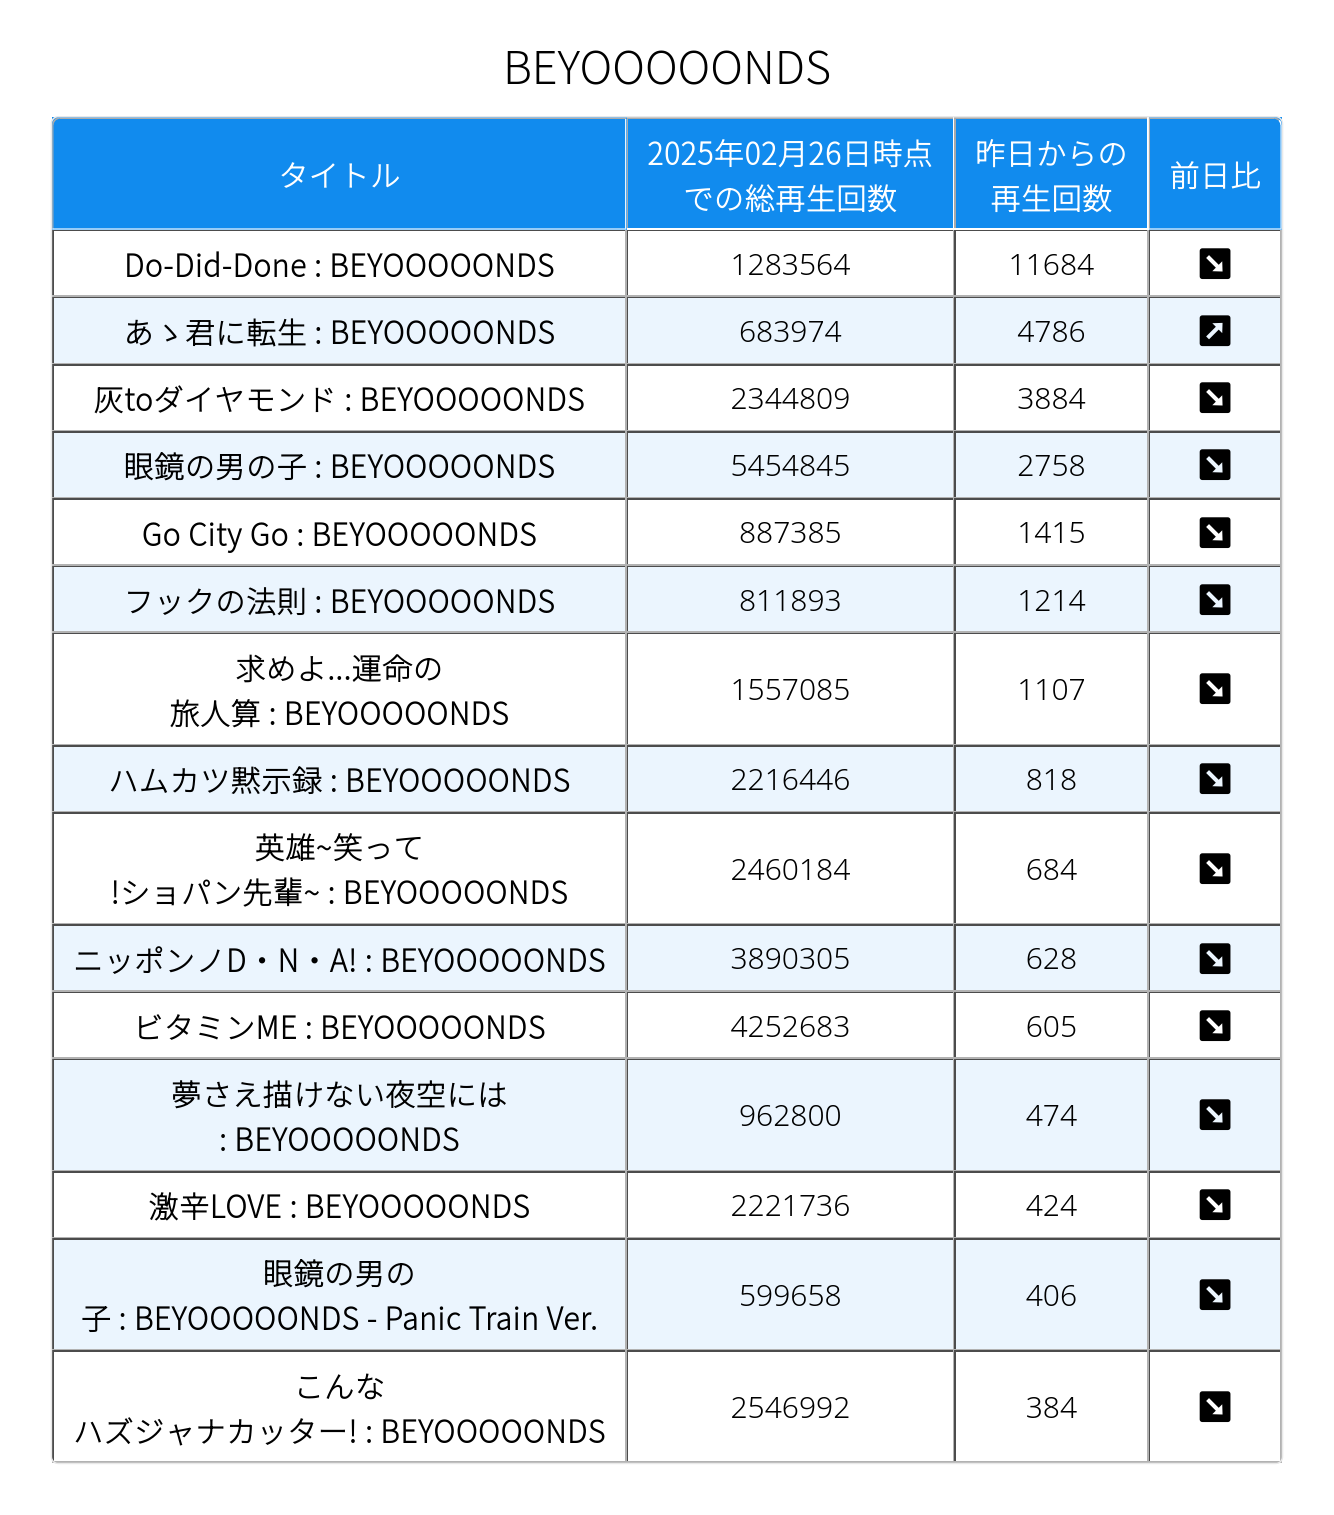 BEYOOOOONDS
タイトル
2025年02月26日時点
での総再生回数
昨日からの
再生回数
前日比
Do-Did-Done : BEYOOOOONDS
1283564
11684
あゝ君に転生 : BEYOOOOONDS
683974
4786
灰toダイヤモンド : BEYOOOOONDS
2344809
3884
眼鏡の男の子 : BEYOOOOONDS
5454845
2758
Go City Go : BEYOOOOONDS
887385
1415
フックの法則 : BEYOOOOONDS
811893
1214
求めよ...運命の
旅人算 : BEYOOOOONDS
1557085
1107
ハムカツ黙示録 : BEYOOOOONDS
2216446
818
英雄~笑って
!ショパン先輩~ : BEYOOOOONDS
2460184
684
ニッポンノD・N・A! : BEYOOOOONDS
3890305
628
ビタミンME : BEYOOOOONDS
4252683
605
夢さえ描けない夜空には
: BEYOOOOONDS
962800
474
激辛LOVE : BEYOOOOONDS
2221736
424
眼鏡の男の
子 : BEYOOOOONDS - Panic Train Ver.
599658
406
こんな
ハズジャナカッター! : BEYOOOOONDS
2546992
384